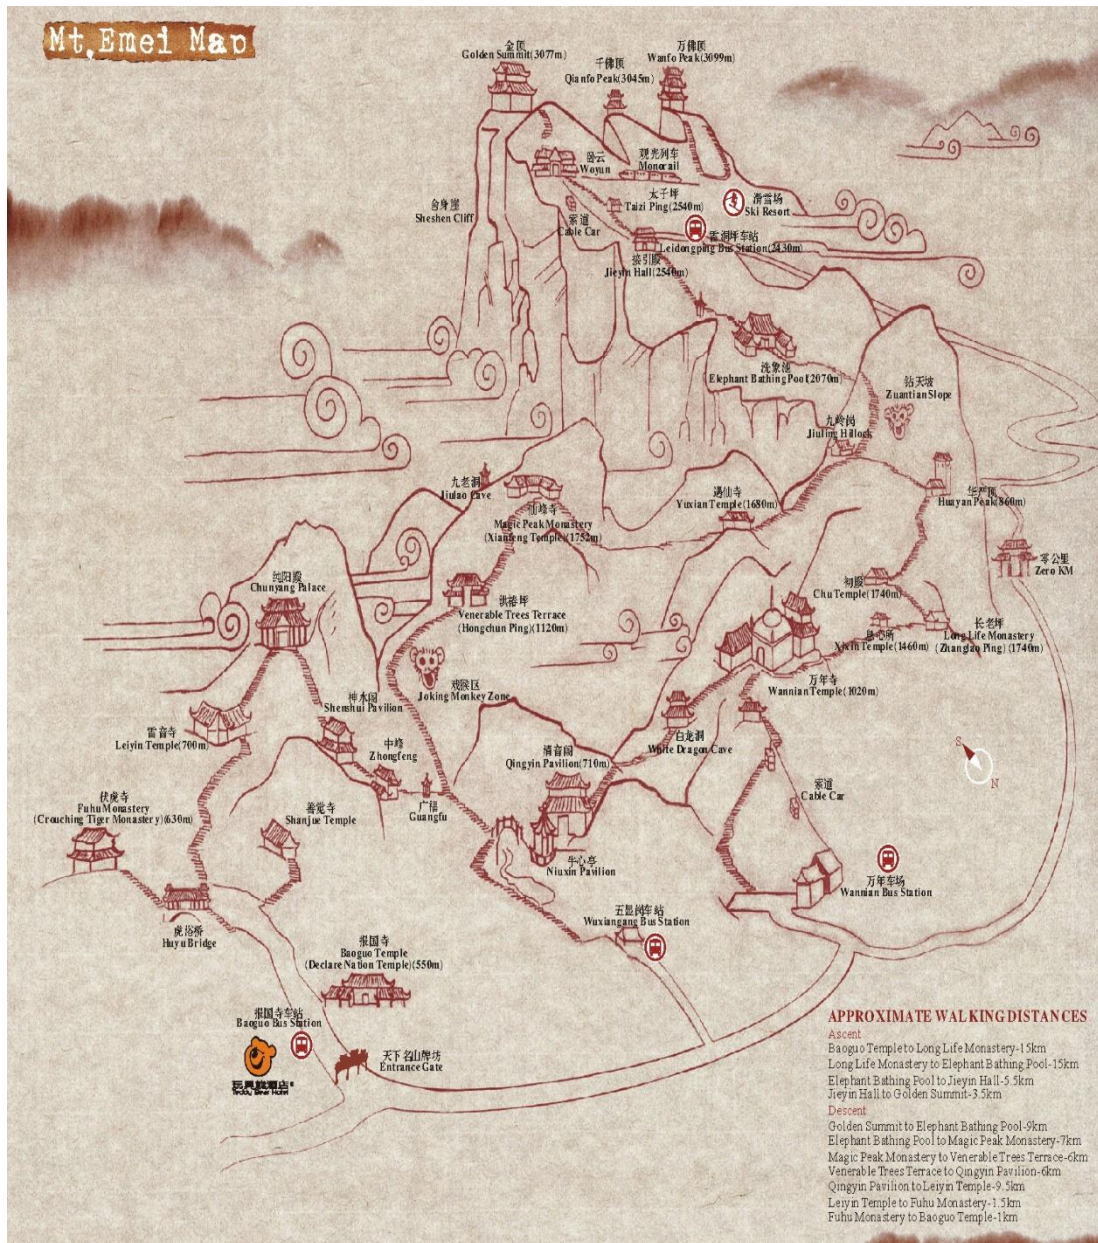 Mt. Emei Map
金顶
Golden Summit(3077m)
千佛顶
Qianfo Peak(3045m)
万佛顶
Wanfo Peak(3099m)
卧云
Woyun
观光列车
Monorail
太子坪
Taizi Ping(2540m)
滑雪场
Ski Resort
舍身崖
Sheshen Cliff
索道
Cable Car
雷洞坪车站
Leidongping Bus Station(2430m)
接引殿
Jieyin Hall(2540m)
洗象池
Elephant Bathing Pool(2070m)
钻天坡
Zuantian Slope
九岭岗
Jiuling Hillock
九老洞
Jiulao Cave
仙峰寺
Magic Peak Monastery
(Xianfeng Temple)(1752m)
遇仙寺
Yuxian Temple(1680m)
华严顶
Huayan Peak(860m)
零公里
Zero KM
纯阳殿
Chunyang Palace
洪椿坪
Venerable Trees Terrace
(Hongchun Ping)(1120m)
初殿
Chu Temple(1740m)
息心所
Xixin Temple(1460m)
长老坪
Long Life Monastery
(Zhanglao Ping)(1740m)
戏猴区
Joking Monkey Zone
万年寺
Wannian Temple(1020m)
神水阁
Shenshui Pavilion
雷音寺
Leiyin Temple(700m)
中峰
Zhongfeng
清音阁
Qingyin Pavilion(710m)
白龙洞
White Dragon Cave
S
N
索道
Cable Car
伏虎寺
Fuhu Monastery
(Crouching Tiger Monastery)(630m)
善觉寺
Shanjue Temple
广福
Guangfu
牛心亭
Niuxin Pavilion
万年车场
Wannian Bus Station
虎浴桥
Huyu Bridge
五显岗车站
Wuxiangang Bus Station
报国寺
Baoguo Temple
(Declare Nation Temple)(550m)
报国寺车站
Baoguo Bus Station
天下名山牌坊
Entrance Gate
玩具熊酒店
Teddy Bear Hotel
APPROXIMATE WALKING DISTANCES
Ascent
Baoguo Temple to Long Life Monastery-15km
Long Life Monastery to Elephant Bathing Pool-15km
Elephant Bathing Pool to Jieyin Hall-5.5km
Jieyin Hall to Golden Summit-3.5km
Descent
Golden Summit to Elephant Bathing Pool-9km
Elephant Bathing Pool to Magic Peak Monastery-7km
Magic Peak Monastery to Venerable Trees Terrace-6km
Venerable Trees Terrace to Qingyin Pavilion-6km
Qingyin Pavilion to Leiyin Temple-9.5km
Leiyin Temple to Fuhu Monastery-1.5km
Fuhu Monastery to Baoguo Temple-1km